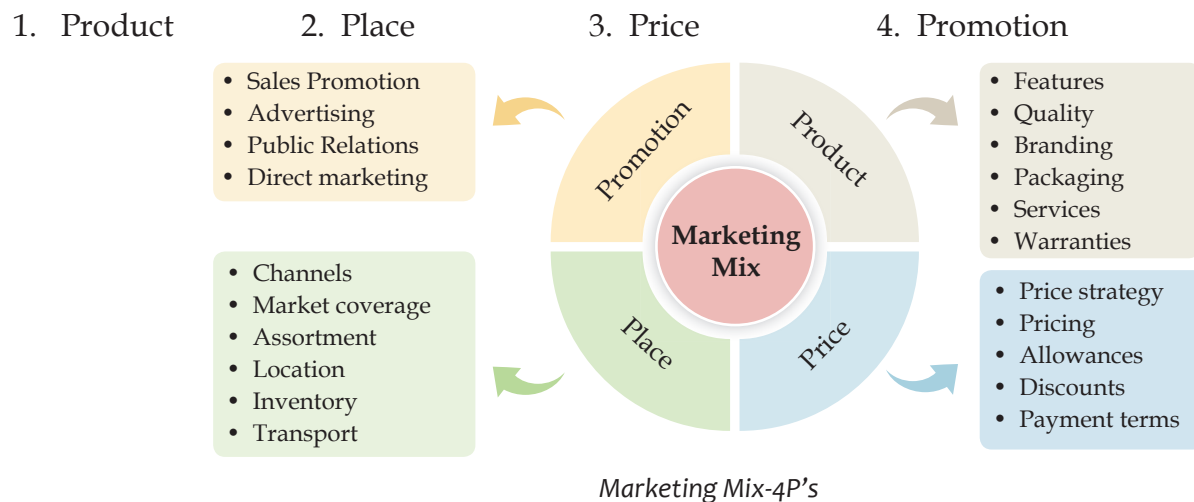 1. Product 2. Place 3. Price 4. Promotion
• Sales Promotion
• Advertising
• Public Relations
• Direct marketing
Promotion
Product
• Features
• Quality
• Branding
• Packaging
• Services
• Warranties
Marketing
Mix
• Channels
• Market coverage
• Assortment
• Location
• Inventory
• Transport
Place
Price
• Price strategy
• Pricing
• Allowances
• Discounts
• Payment terms
Marketing Mix-4P's